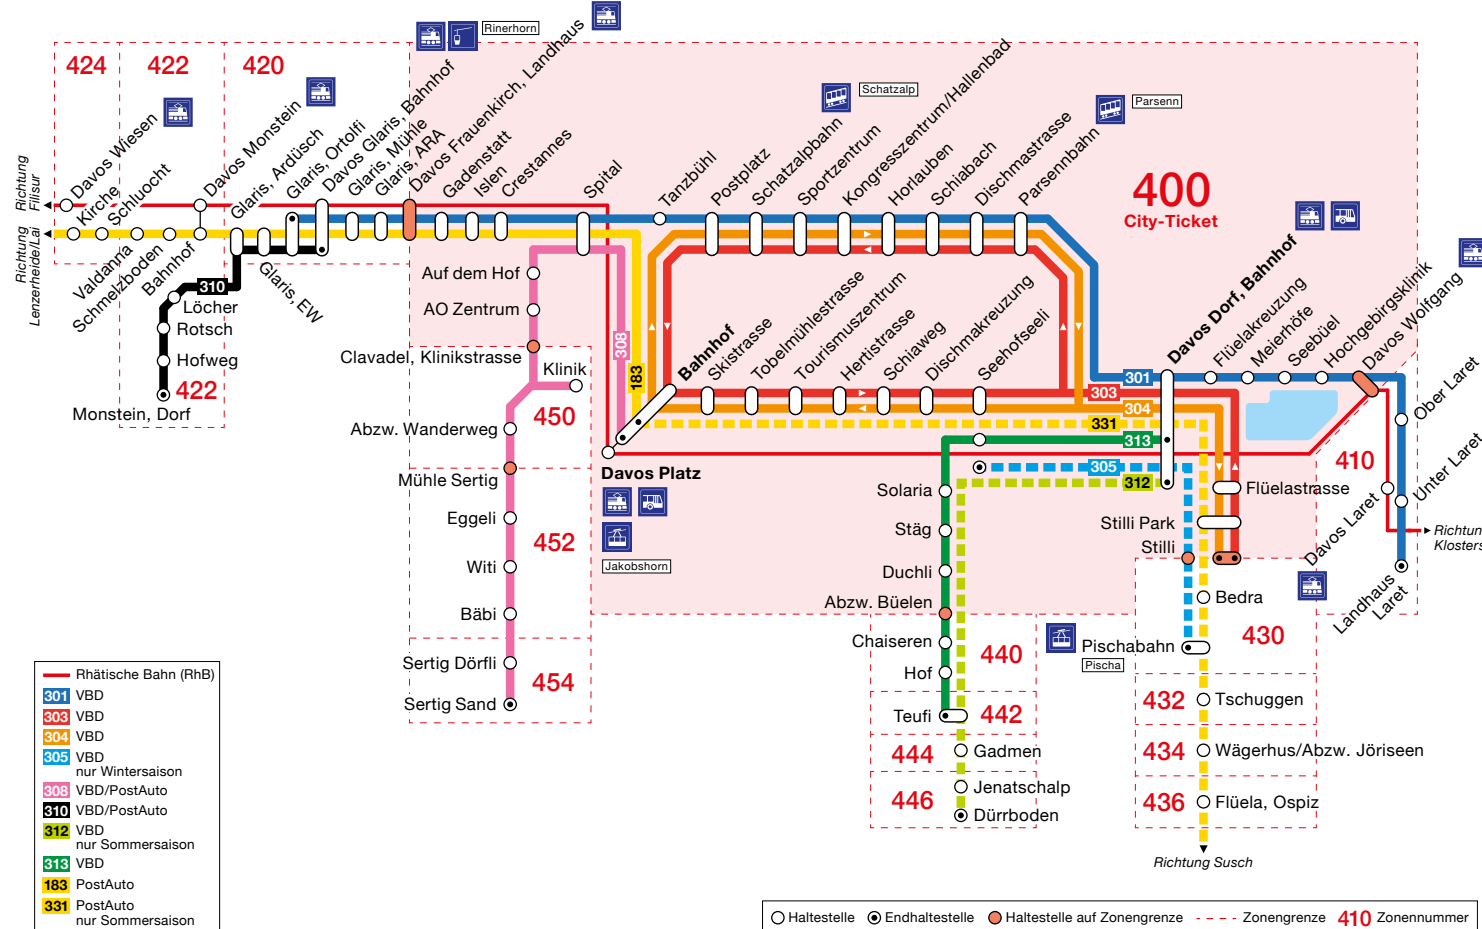 424
422
420
Rinerhorn
Schatzalp
Parsenn
400
City-Ticket
Richtung
Filisur
Richtung
Lenzerheide/Lai
Davos Wiesen
Kirche
Schluocht
Valdanna
Schmelzboden
Bahnhof
Davos Monstein
Glaris, Ardüsch
Glaris, EW
Glaris, Ortolfi
Davos Glaris, Bahnhof
Glaris, Mühle
Glaris, ARA
Davos Frauenkirch, Landhaus
Gadenstatt
Islen
Crestannes
Spital
Tanzbühl
Postplatz
Schatzalpbahn
Sportzentrum
Kongresszentrum/Hallenbad
Horlauben
Schiabach
Dischmastrasse
Parsennbahn
310
Löcher
Rotsch
Hofweg
422
Monstein, Dorf
Auf dem Hof
AO Zentrum
Clavadel, Klinikstrasse
Klinik
450
Abzw. Wanderweg
Mühle Sertig
Eggeli
452
Witi
Bäbi
Sertig Dörfli
454
Sertig Sand
308
183
Bahnhof
Davos Platz
Jakobshorn
Skistrasse
Tobelmühlestrasse
Tourismuszentrum
Hertistrasse
Schiaweg
Dischmakreuzung
Seehofseeli
301
303
304
331
313
305
312
Davos Dorf, Bahnhof
Flüelakreuzung
Meierhöfe
Seebüel
Hochgebirgsklinik
Davos Wolfgang
Ober Laret
Unter Laret
410
Davos Laret
Landhaus
Laret
Richtun
Klosters
Flüelastrasse
Stilli Park
Stilli
Solaria
Stäg
Duchli
Abzw. Büelen
Chaiseren
440
Hof
Teufi
442
444
Gadmen
446
Jenatschalp
Dürrboden
Bedra
430
Pischabahn
Pischa
432
Tschuggen
434
Wägerhus/Abzw. Jöriseen
436
Flüela, Ospiz
Richtung Susch
Rhätische Bahn (RhB)
301 VBD
303 VBD
304 VBD
305 VBD
nur Wintersaison
308 VBD/PostAuto
310 VBD/PostAuto
312 VBD
nur Sommersaison
313 VBD
183 PostAuto
331 PostAuto
nur Sommersaison
Haltestelle Endhaltestelle Haltestelle auf Zonengrenze Zonengrenze 410 Zonennummer